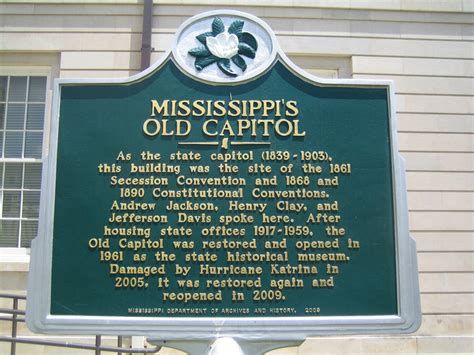 MISSISSIPPI'S
OLD CAPITOL
As the state capitol (1839-1903),
this building was the site of the 1861
Secession Convention and 1868 and
1890 Constitutional Conventions.
Andrew Jackson, Henry Clay, and
Jefferson Davis spoke here. After
housing state offices 1917-1959, the
Old Capitol was restored and opened in
1961 as the state historical museum.
Damaged by Hurricane Katrina in
2005, it was restored again and
reopened in 2009.
MISSISSIPPI DEPARTMENT OF ARCHIVES AND HISTORY, 2009